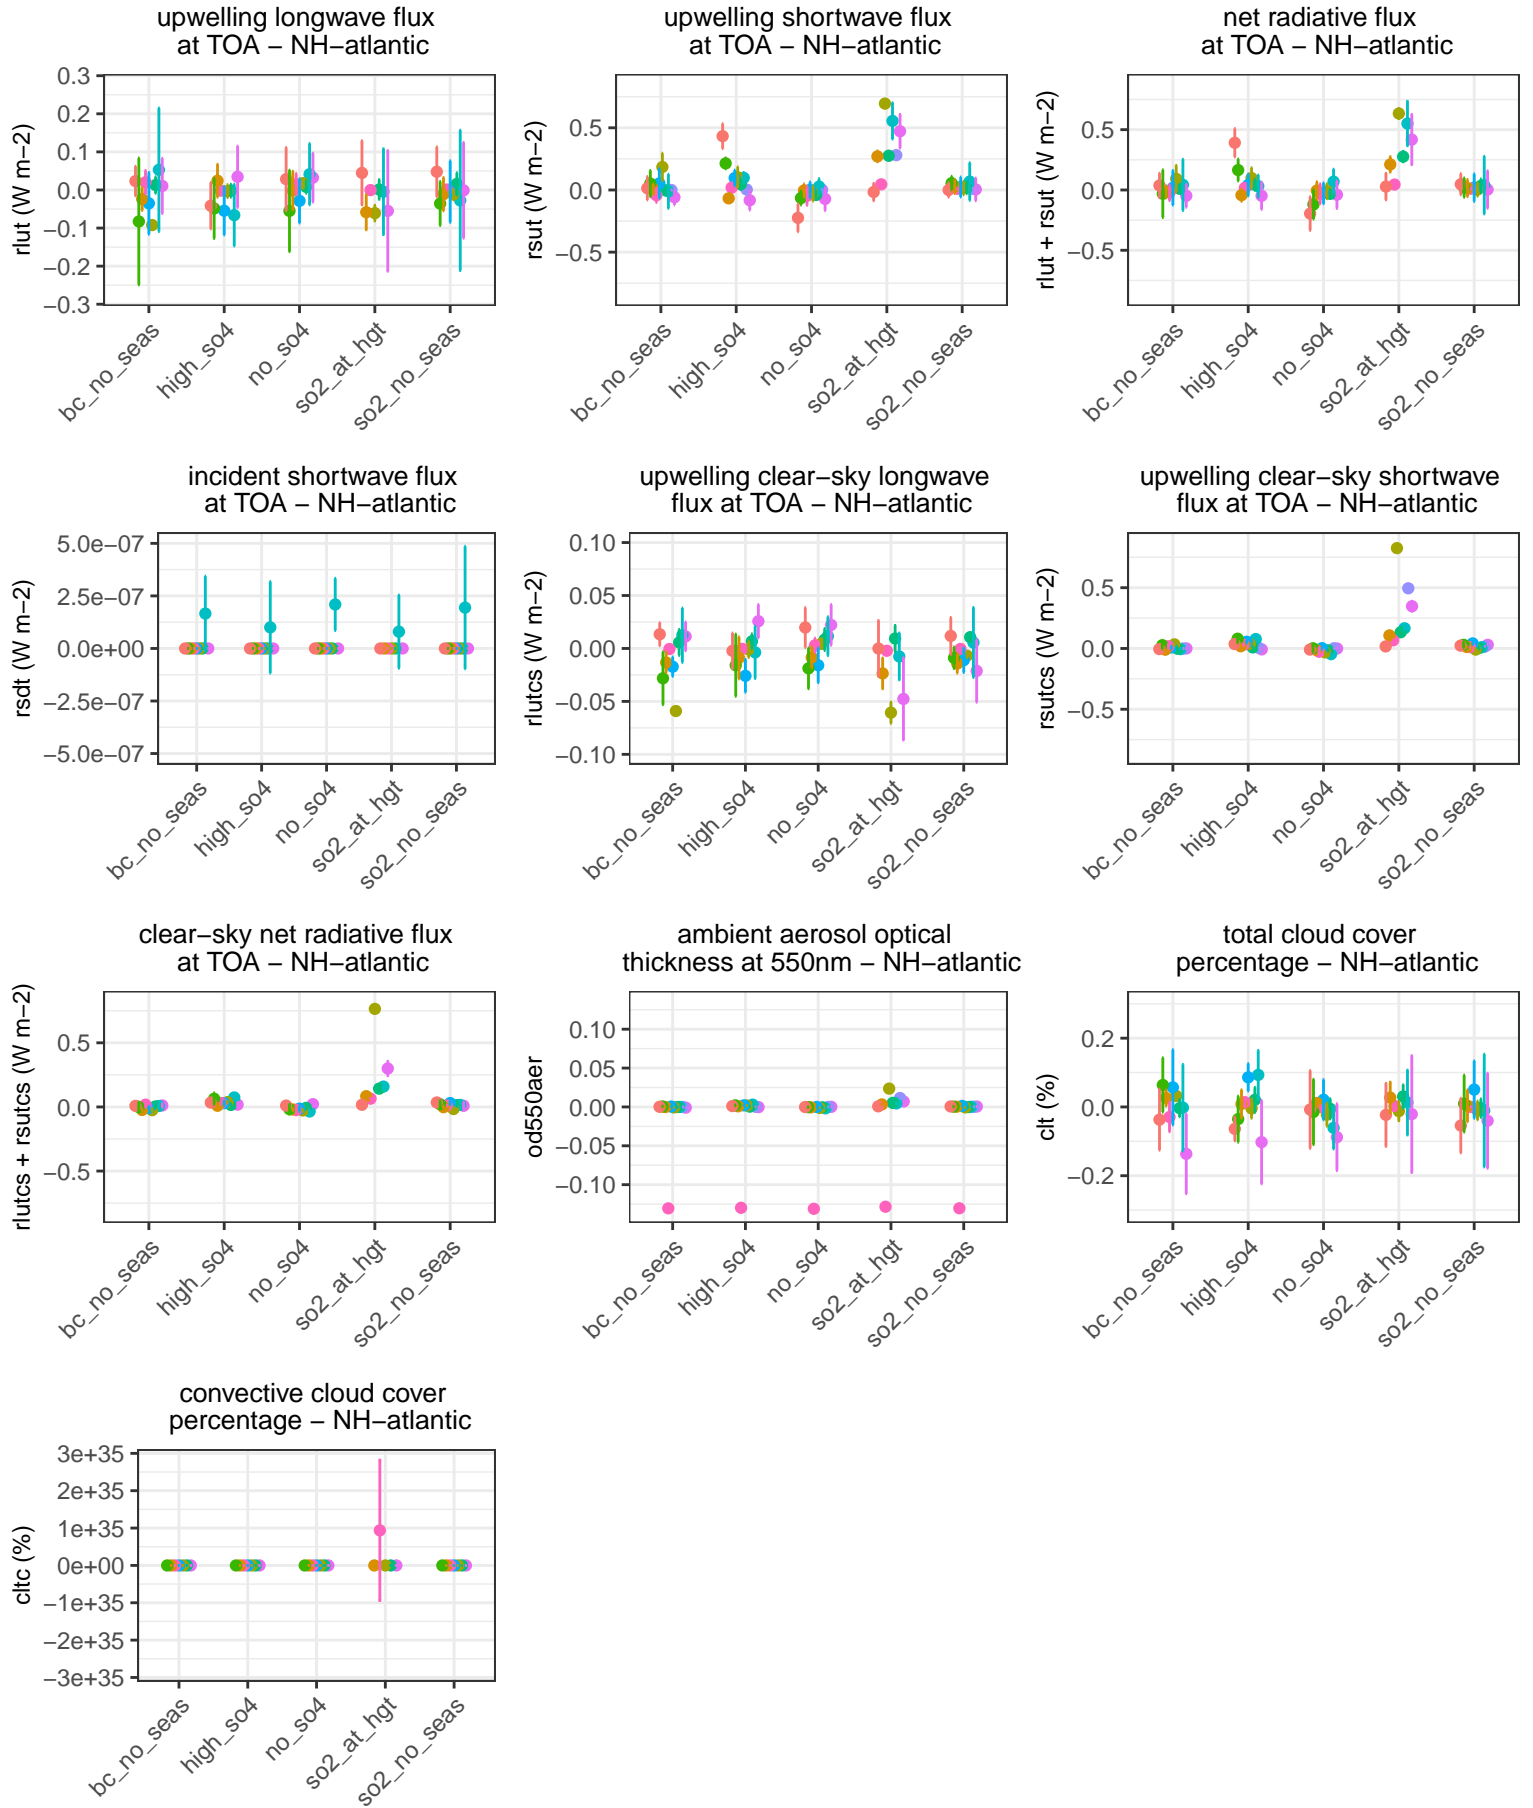 upwelling longwave flux
at TOA − NH−atlantic
rlut (W m−2)
0.3
0.2
0.1
0.0
−0.1
−0.2
−0.3
bc_no_seas
high_so4
no_so4
so2_at_hgt
so2_no_seas
upwelling shortwave flux
at TOA − NH−atlantic
rsut (W m−2)
0.5
0.0
−0.5
bc_no_seas
high_so4
no_so4
so2_at_hgt
so2_no_seas
net radiative flux
at TOA − NH−atlantic
rlut + rsut (W m−2)
0.5
0.0
−0.5
bc_no_seas
high_so4
no_so4
so2_at_hgt
so2_no_seas
incident shortwave flux
at TOA − NH−atlantic
rsdt (W m−2)
5.0e−07
2.5e−07
0.0e+00
−2.5e−07
−5.0e−07
bc_no_seas
high_so4
no_so4
so2_at_hgt
so2_no_seas
upwelling clear−sky longwave
flux at TOA − NH−atlantic
rlutcs (W m−2)
0.10
0.05
0.00
−0.05
−0.10
bc_no_seas
high_so4
no_so4
so2_at_hgt
so2_no_seas
upwelling clear−sky shortwave
flux at TOA − NH−atlantic
rsutcs (W m−2)
0.5
0.0
−0.5
bc_no_seas
high_so4
no_so4
so2_at_hgt
so2_no_seas
clear−sky net radiative flux
at TOA − NH−atlantic
rlutcs + rsutcs (W m−2)
0.5
0.0
−0.5
bc_no_seas
high_so4
no_so4
so2_at_hgt
so2_no_seas
ambient aerosol optical
thickness at 550nm − NH−atlantic
od550aer
0.10
0.05
0.00
−0.05
−0.10
bc_no_seas
high_so4
no_so4
so2_at_hgt
so2_no_seas
total cloud cover
percentage − NH−atlantic
clt (%)
0.2
0.0
−0.2
bc_no_seas
high_so4
no_so4
so2_at_hgt
so2_no_seas
convective cloud cover
percentage − NH−atlantic
cltc (%)
3e+35
2e+35
1e+35
0e+00
−1e+35
−2e+35
−3e+35
bc_no_seas
high_so4
no_so4
so2_at_hgt
so2_no_seas